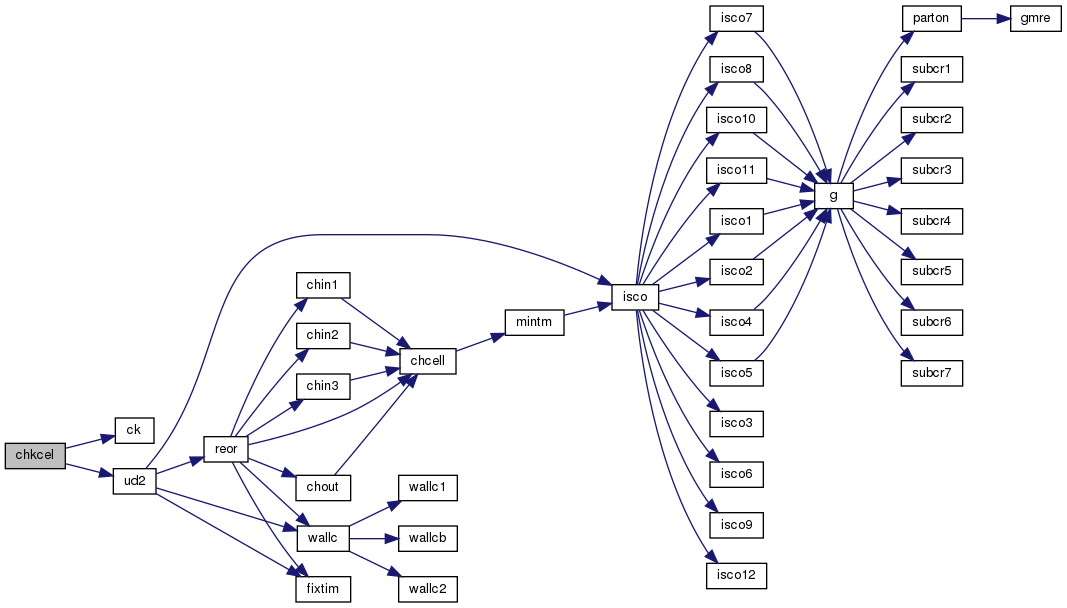 chkcel
ck
ud2
reor
chin1
chin2
chin3
chout
wallc
fixtim
chcell
wallc1
wallcb
wallc2
mintm
isco
isco7
isco8
isco10
isco11
isco1
isco2
isco4
isco5
isco3
isco6
isco9
isco12
g
parton
subcr1
subcr2
subcr3
subcr4
subcr5
subcr6
subcr7
gmre